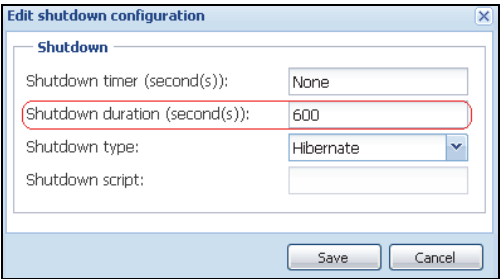 Edit shutdown configuration
Shutdown
Shutdown timer (second(s)): None
Shutdown duration (second(s)): 600
Shutdown type: Hibernate
Shutdown script:
Save Cancel